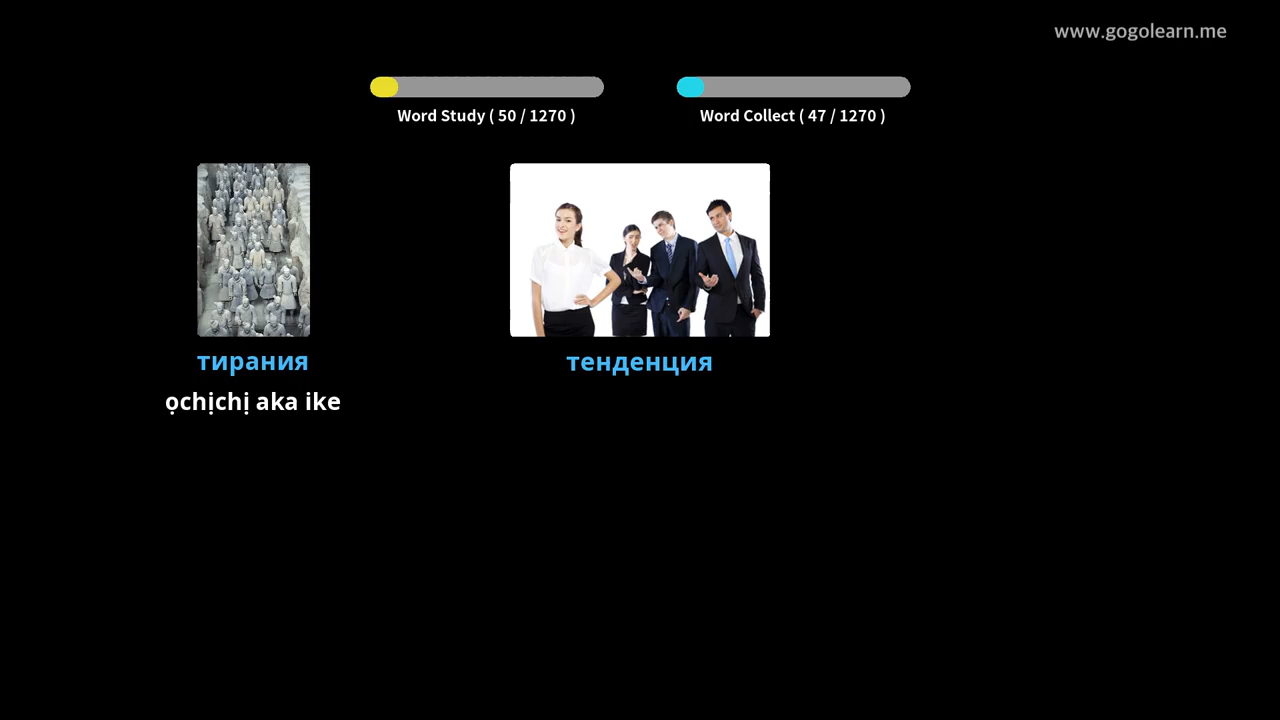 www.gogolearn.me
Word Study ( 50 / 1270 )
Word Collect ( 47 / 1270 )
тирания
ọchịchị aka ike
тенденция